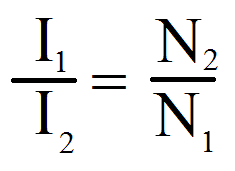 I₁/I₂ = N₂/N₁